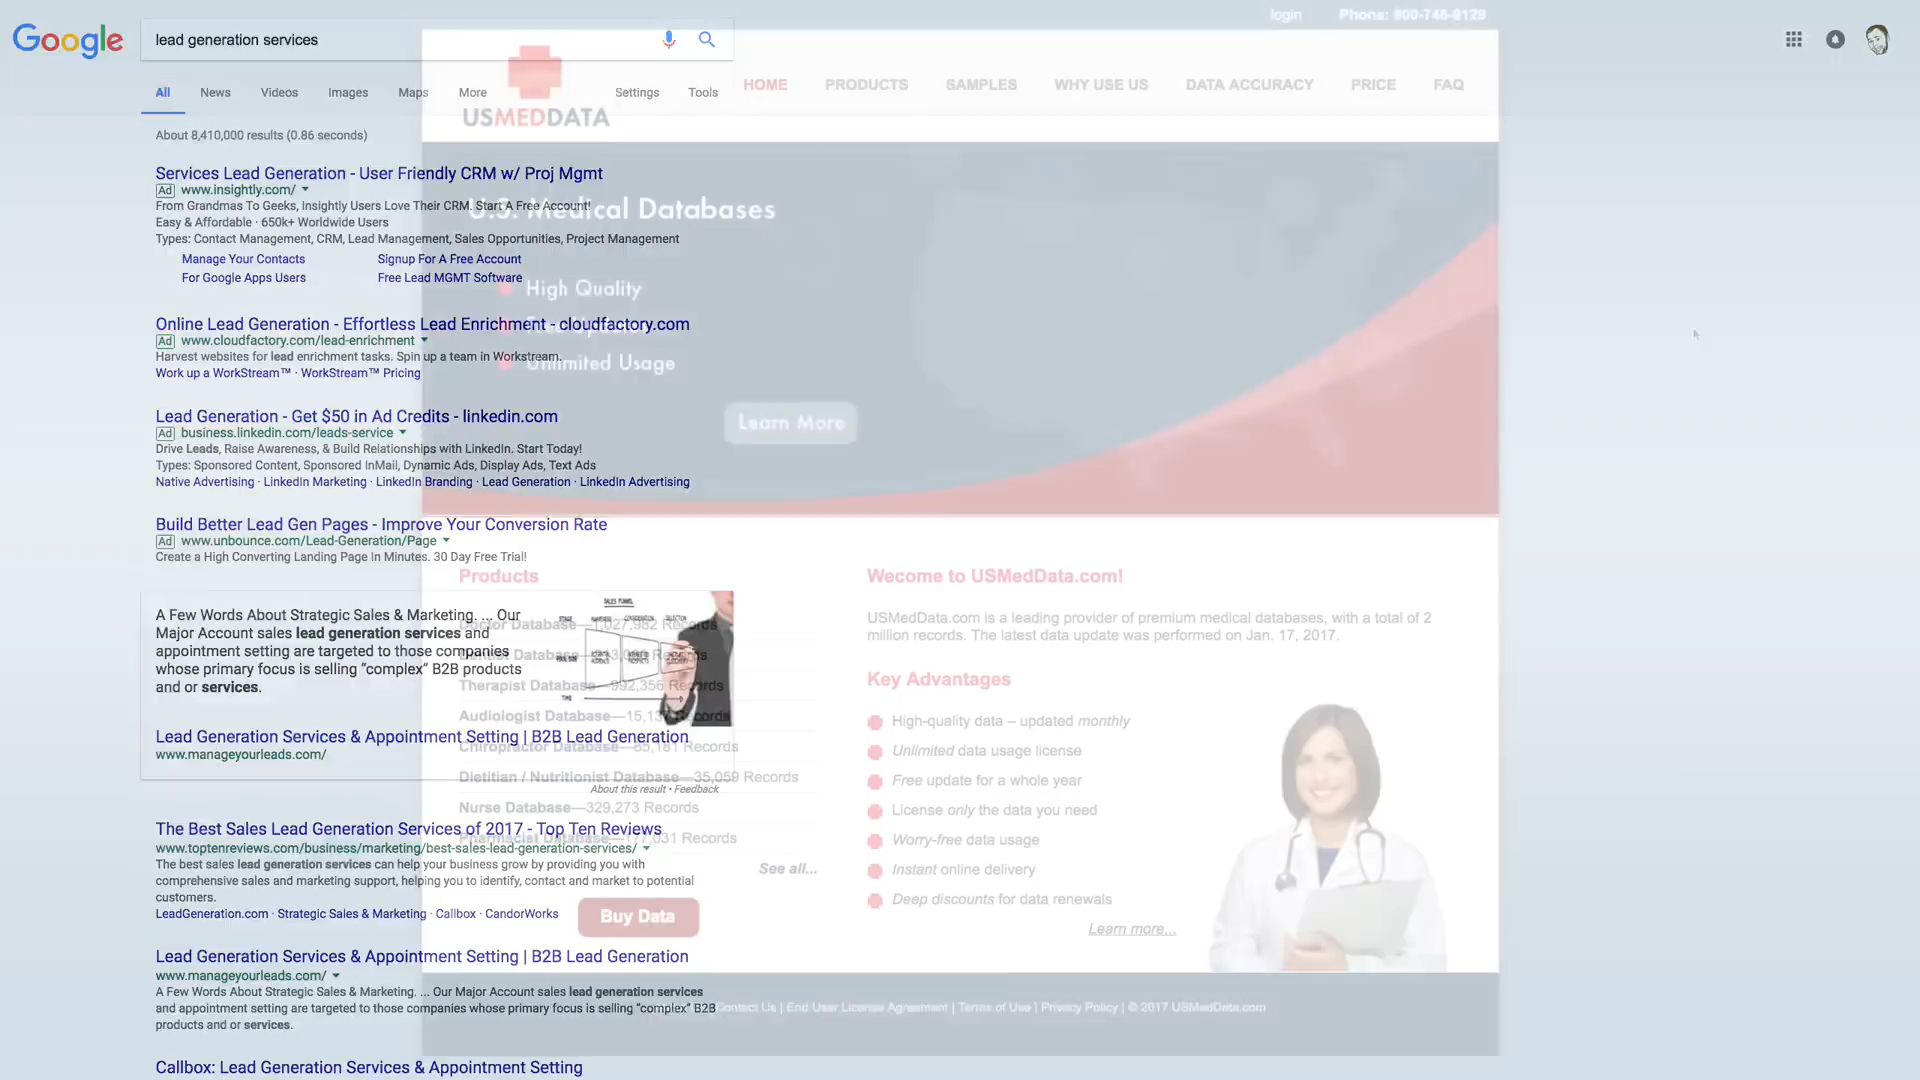 login
Phone: 800-746-9129
Google
lead generation services
All
News
Videos
Images
Maps
More
Settings
Tools
USMEDDATA
HOME
PRODUCTS
SAMPLES
WHY USE US
DATA ACCURACY
PRICE
FAQ
About 8,410,000 results (0.86 seconds)
Services Lead Generation - User Friendly CRM w/ Proj Mgmt
Ad www.insightly.com/
From Grandmas To Geeks, Insightly Users Love Their CRM. Start A Free Account!
Easy & Affordable · 650k+ Worldwide Users
Types: Contact Management, CRM, Lead Management, Sales Opportunities, Project Management
Manage Your Contacts
Signup For A Free Account
For Google Apps Users
Free Lead MGMT Software
Online Lead Generation - Effortless Lead Enrichment - cloudfactory.com
Ad www.cloudfactory.com/lead-enrichment
Harvest websites for lead enrichment tasks. Spin up a team in Workstream.
Work up a WorkStream™ · WorkStream™ Pricing
Lead Generation - Get $50 in Ad Credits - linkedin.com
Ad business.linkedin.com/leads-service
Drive Leads, Raise Awareness, & Build Relationships with LinkedIn. Start Today!
Types: Sponsored Content, Sponsored InMail, Dynamic Ads, Display Ads, Text Ads
Native Advertising · LinkedIn Marketing · LinkedIn Branding · Lead Generation · LinkedIn Advertising
Build Better Lead Gen Pages - Improve Your Conversion Rate
Ad www.unbounce.com/Lead-Generation/Page
Create a High Converting Landing Page In Minutes. 30 Day Free Trial!
A Few Words About Strategic Sales & Marketing. ... Our
Major Account sales lead generation services and
appointment setting are targeted to those companies
whose primary focus is selling “complex” B2B products
and or services.
SALES FUNNEL
Lead Generation Services & Appointment Setting | B2B Lead Generation
www.manageyourleads.com/
About this result • Feedback
The Best Sales Lead Generation Services of 2017 - Top Ten Reviews
www.toptenreviews.com/business/marketing/best-sales-lead-generation-services/
The best sales lead generation services can help your business grow by providing you with
comprehensive sales and marketing support, helping you to identify, contact and market to potential
customers.
LeadGeneration.com · Strategic Sales & Marketing · Callbox · CandorWorks
Lead Generation Services & Appointment Setting | B2B Lead Generation
www.manageyourleads.com/
A Few Words About Strategic Sales & Marketing. ... Our Major Account sales lead generation services
and appointment setting are targeted to those companies whose primary focus is selling “complex” B2B
products and or services.
Callbox: Lead Generation Services & Appointment Setting
U.S. Medical Databases
High Quality
Unlimited Usage
Learn More
Products
Doctor Database—1,027,982 Records
Therapist Database—992,356 Records
Audiologist Database—15,13 Records
Chiropractor Database—85,181 Records
Dietitian / Nutritionist Database—35,059 Records
Nurse Database—329,273 Records
Pharmacist Database—177,031 Records
See all...
Buy Data
Wecome to USMedData.com!
USMedData.com is a leading provider of premium medical databases, with a total of 2
million records. The latest data update was performed on Jan. 17, 2017.
Key Advantages
High-quality data – updated monthly
Unlimited data usage license
Free update for a whole year
License only the data you need
Worry-free data usage
Instant online delivery
Deep discounts for data renewals
Learn more...
Contact Us | End User License Agreement | Terms of Use | Privacy Policy | © 2017 USMedData.com